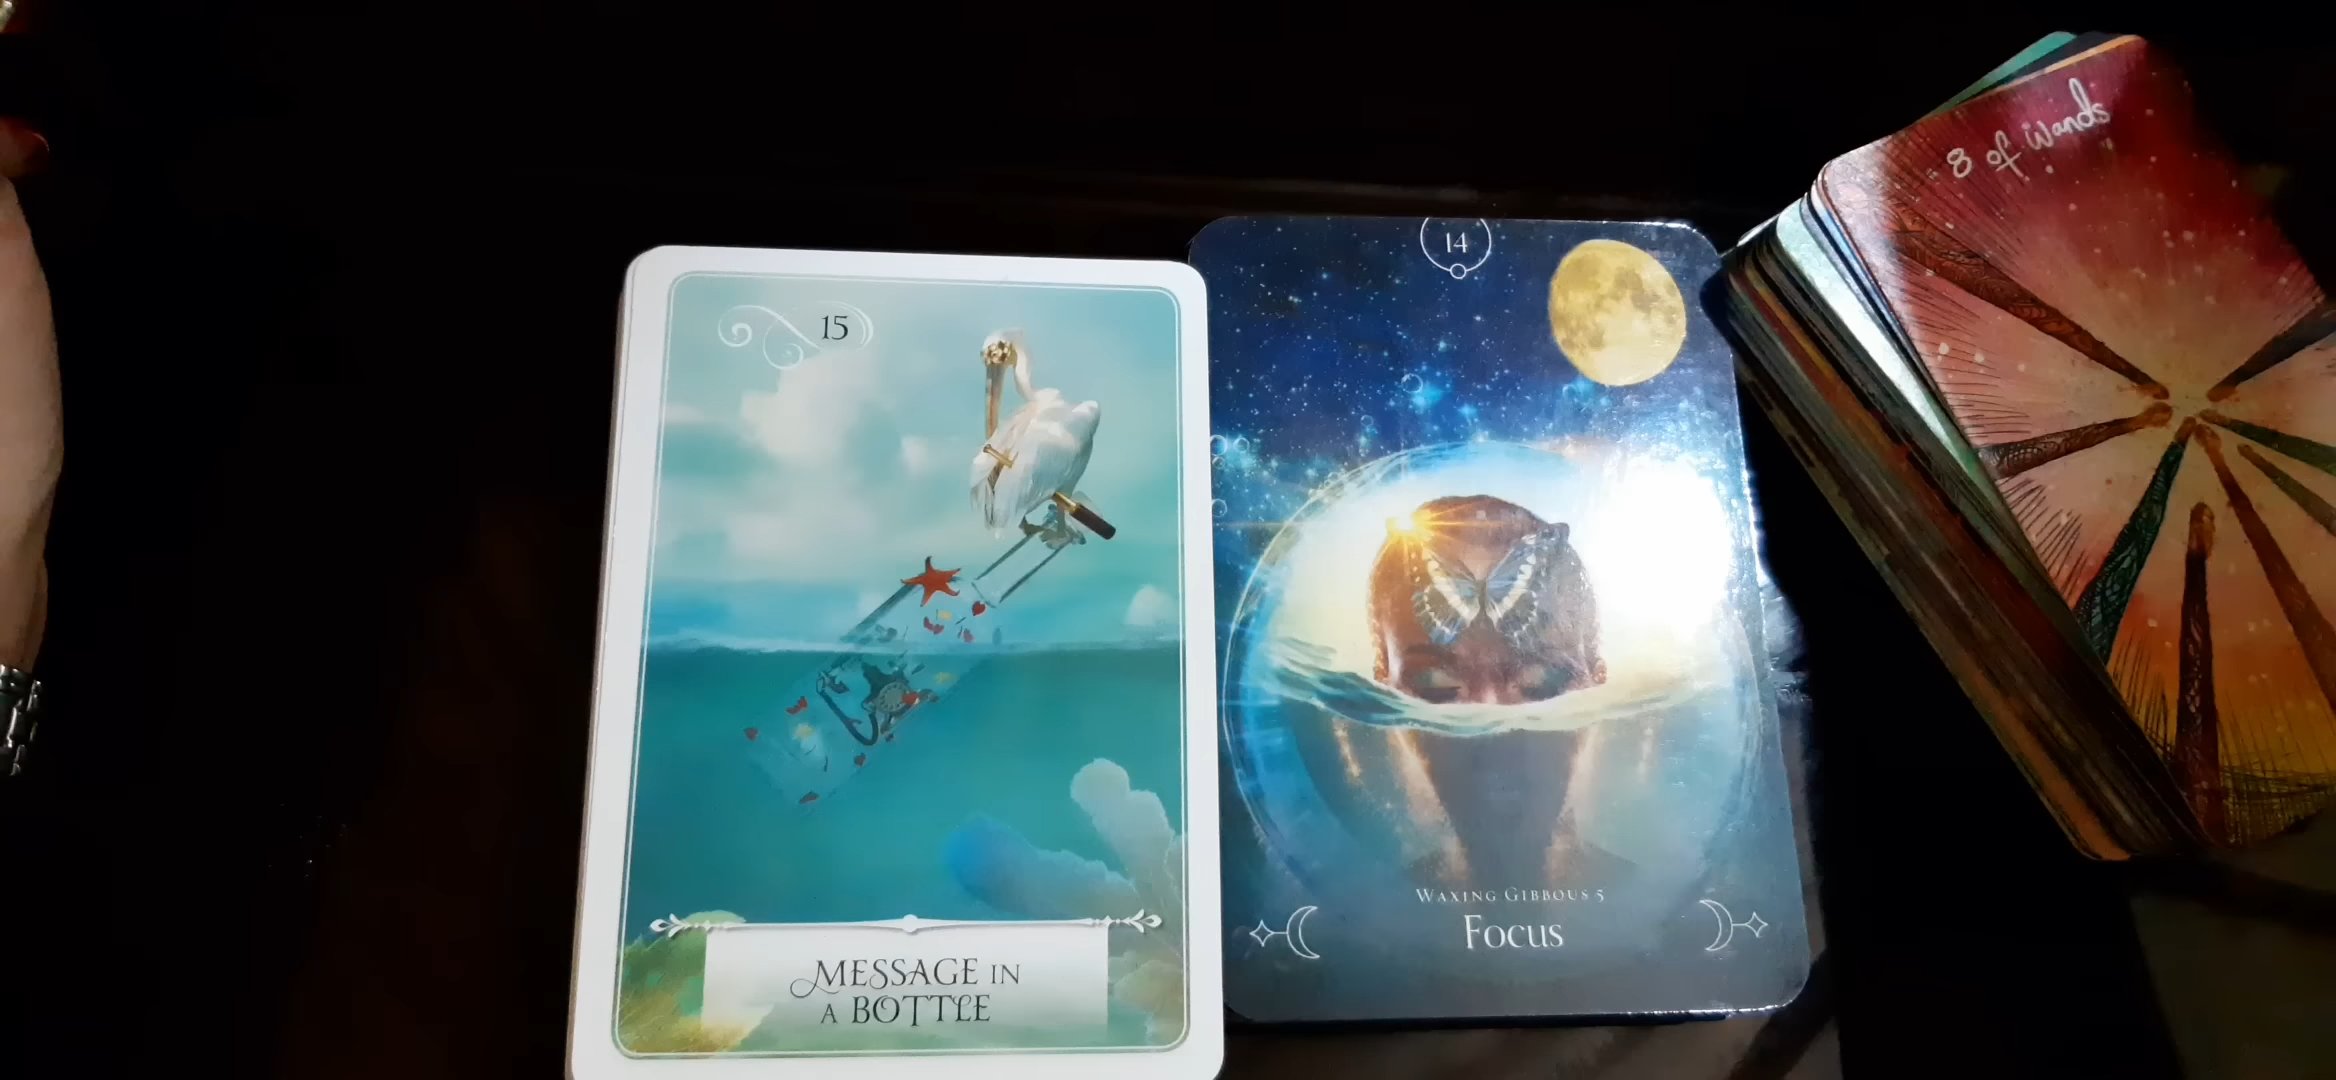 15
MESSAGE IN
A BOTTLE
14
WAXING GIBBOUS 5
FOCUS
8 of wands